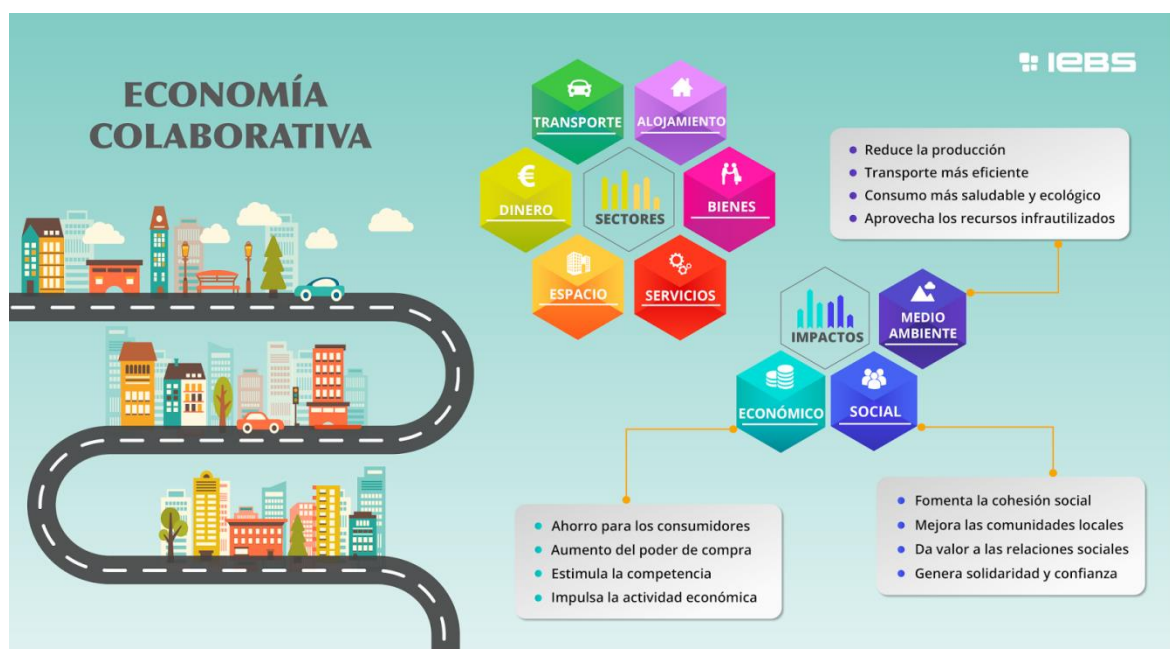 ECONOMÍA
COLABORATIVA
IEBS
TRANSPORTE
ALOJAMIENTO
€
DINERO
SECTORES
BIENES
ESPACIO
SERVICIOS
Reduce la producción
Transporte más eficiente
Consumo más saludable y ecológico
Aprovecha los recursos infrautilizados
IMPACTOS
MEDIO
AMBIENTE
ECONÓMICO
SOCIAL
Ahorro para los consumidores
Aumento del poder de compra
Estimula la competencia
Impulsa la actividad económica
Fomenta la cohesión social
Mejora las comunidades locales
Da valor a las relaciones sociales
Genera solidaridad y confianza